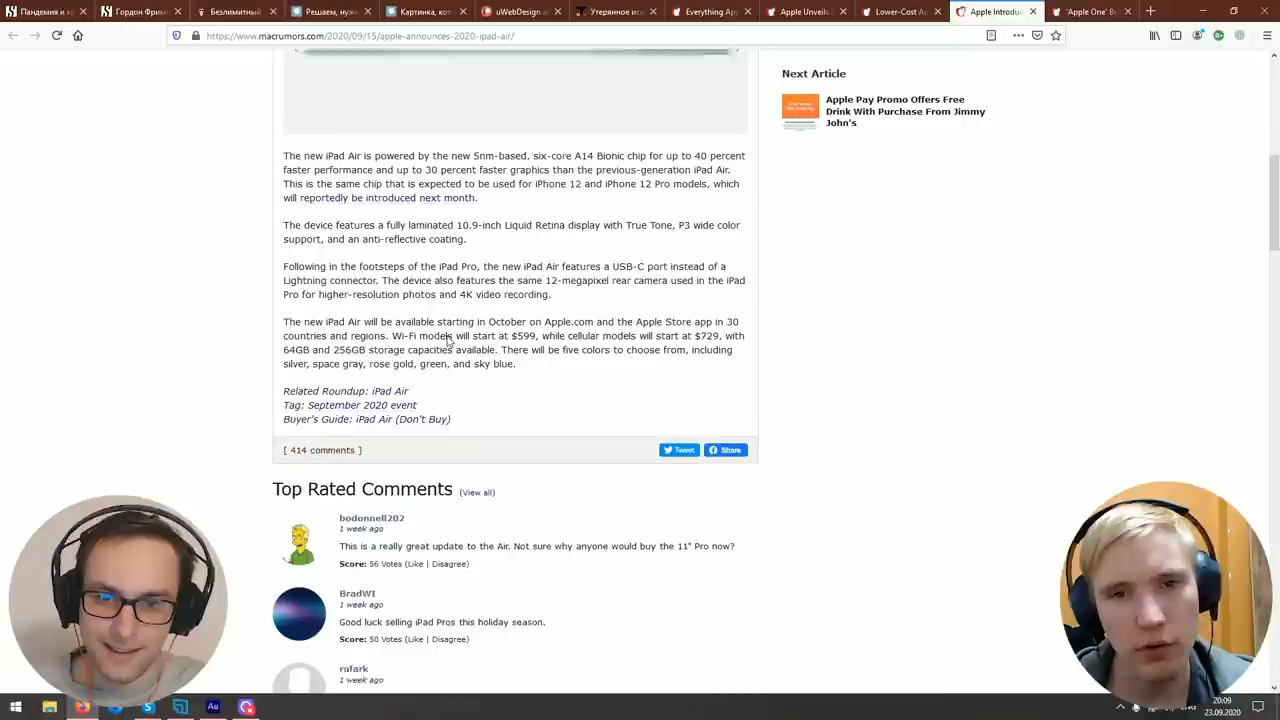 Пандемия к
Гордон Фрим
Безлимитный
Решаем, нуж
Картинка, кот
uWebDesign
Утерянное ис
Everything App
Apple Unveils
Lower-Cost Ap
Apple Introduc
'Apple One' B
https://www.macrumors.com/2020/09/15/apple-announces-2020-ipad-air/
Next Article
Apple Pay Promo Offers Free
Drink With Purchase From Jimmy
John's
The new iPad Air is powered by the new 5nm-based, six-core A14 Bionic chip for up to 40 percent
faster performance and up to 30 percent faster graphics than the previous-generation iPad Air.
This is the same chip that is expected to be used for iPhone 12 and iPhone 12 Pro models, which
will reportedly be introduced next month.
The device features a fully laminated 10.9-inch Liquid Retina display with True Tone, P3 wide color
support, and an anti-reflective coating.
Following in the footsteps of the iPad Pro, the new iPad Air features a USB-C port instead of a
Lightning connector. The device also features the same 12-megapixel rear camera used in the iPad
Pro for higher-resolution photos and 4K video recording.
The new iPad Air will be available starting in October on Apple.com and the Apple Store app in 30
countries and regions. Wi-Fi models will start at $599, while cellular models will start at $729, with
64GB and 256GB storage capacities available. There will be five colors to choose from, including
silver, space gray, rose gold, green, and sky blue.
Related Roundup: iPad Air
Tag: September 2020 event
Buyer's Guide: iPad Air (Don't Buy)
[ 414 comments ]
Tweet
Share
Top Rated Comments (View all)
bodonnell202
1 week ago
This is a really great update to the Air. Not sure why anyone would buy the 11" Pro now?
Score: 56 Votes (Like | Disagree)
BradWI
1 week ago
Good luck selling iPad Pros this holiday season.
Score: 50 Votes (Like | Disagree)
rafark
1 week ago
Au
ENG
20:09
23.09.2020